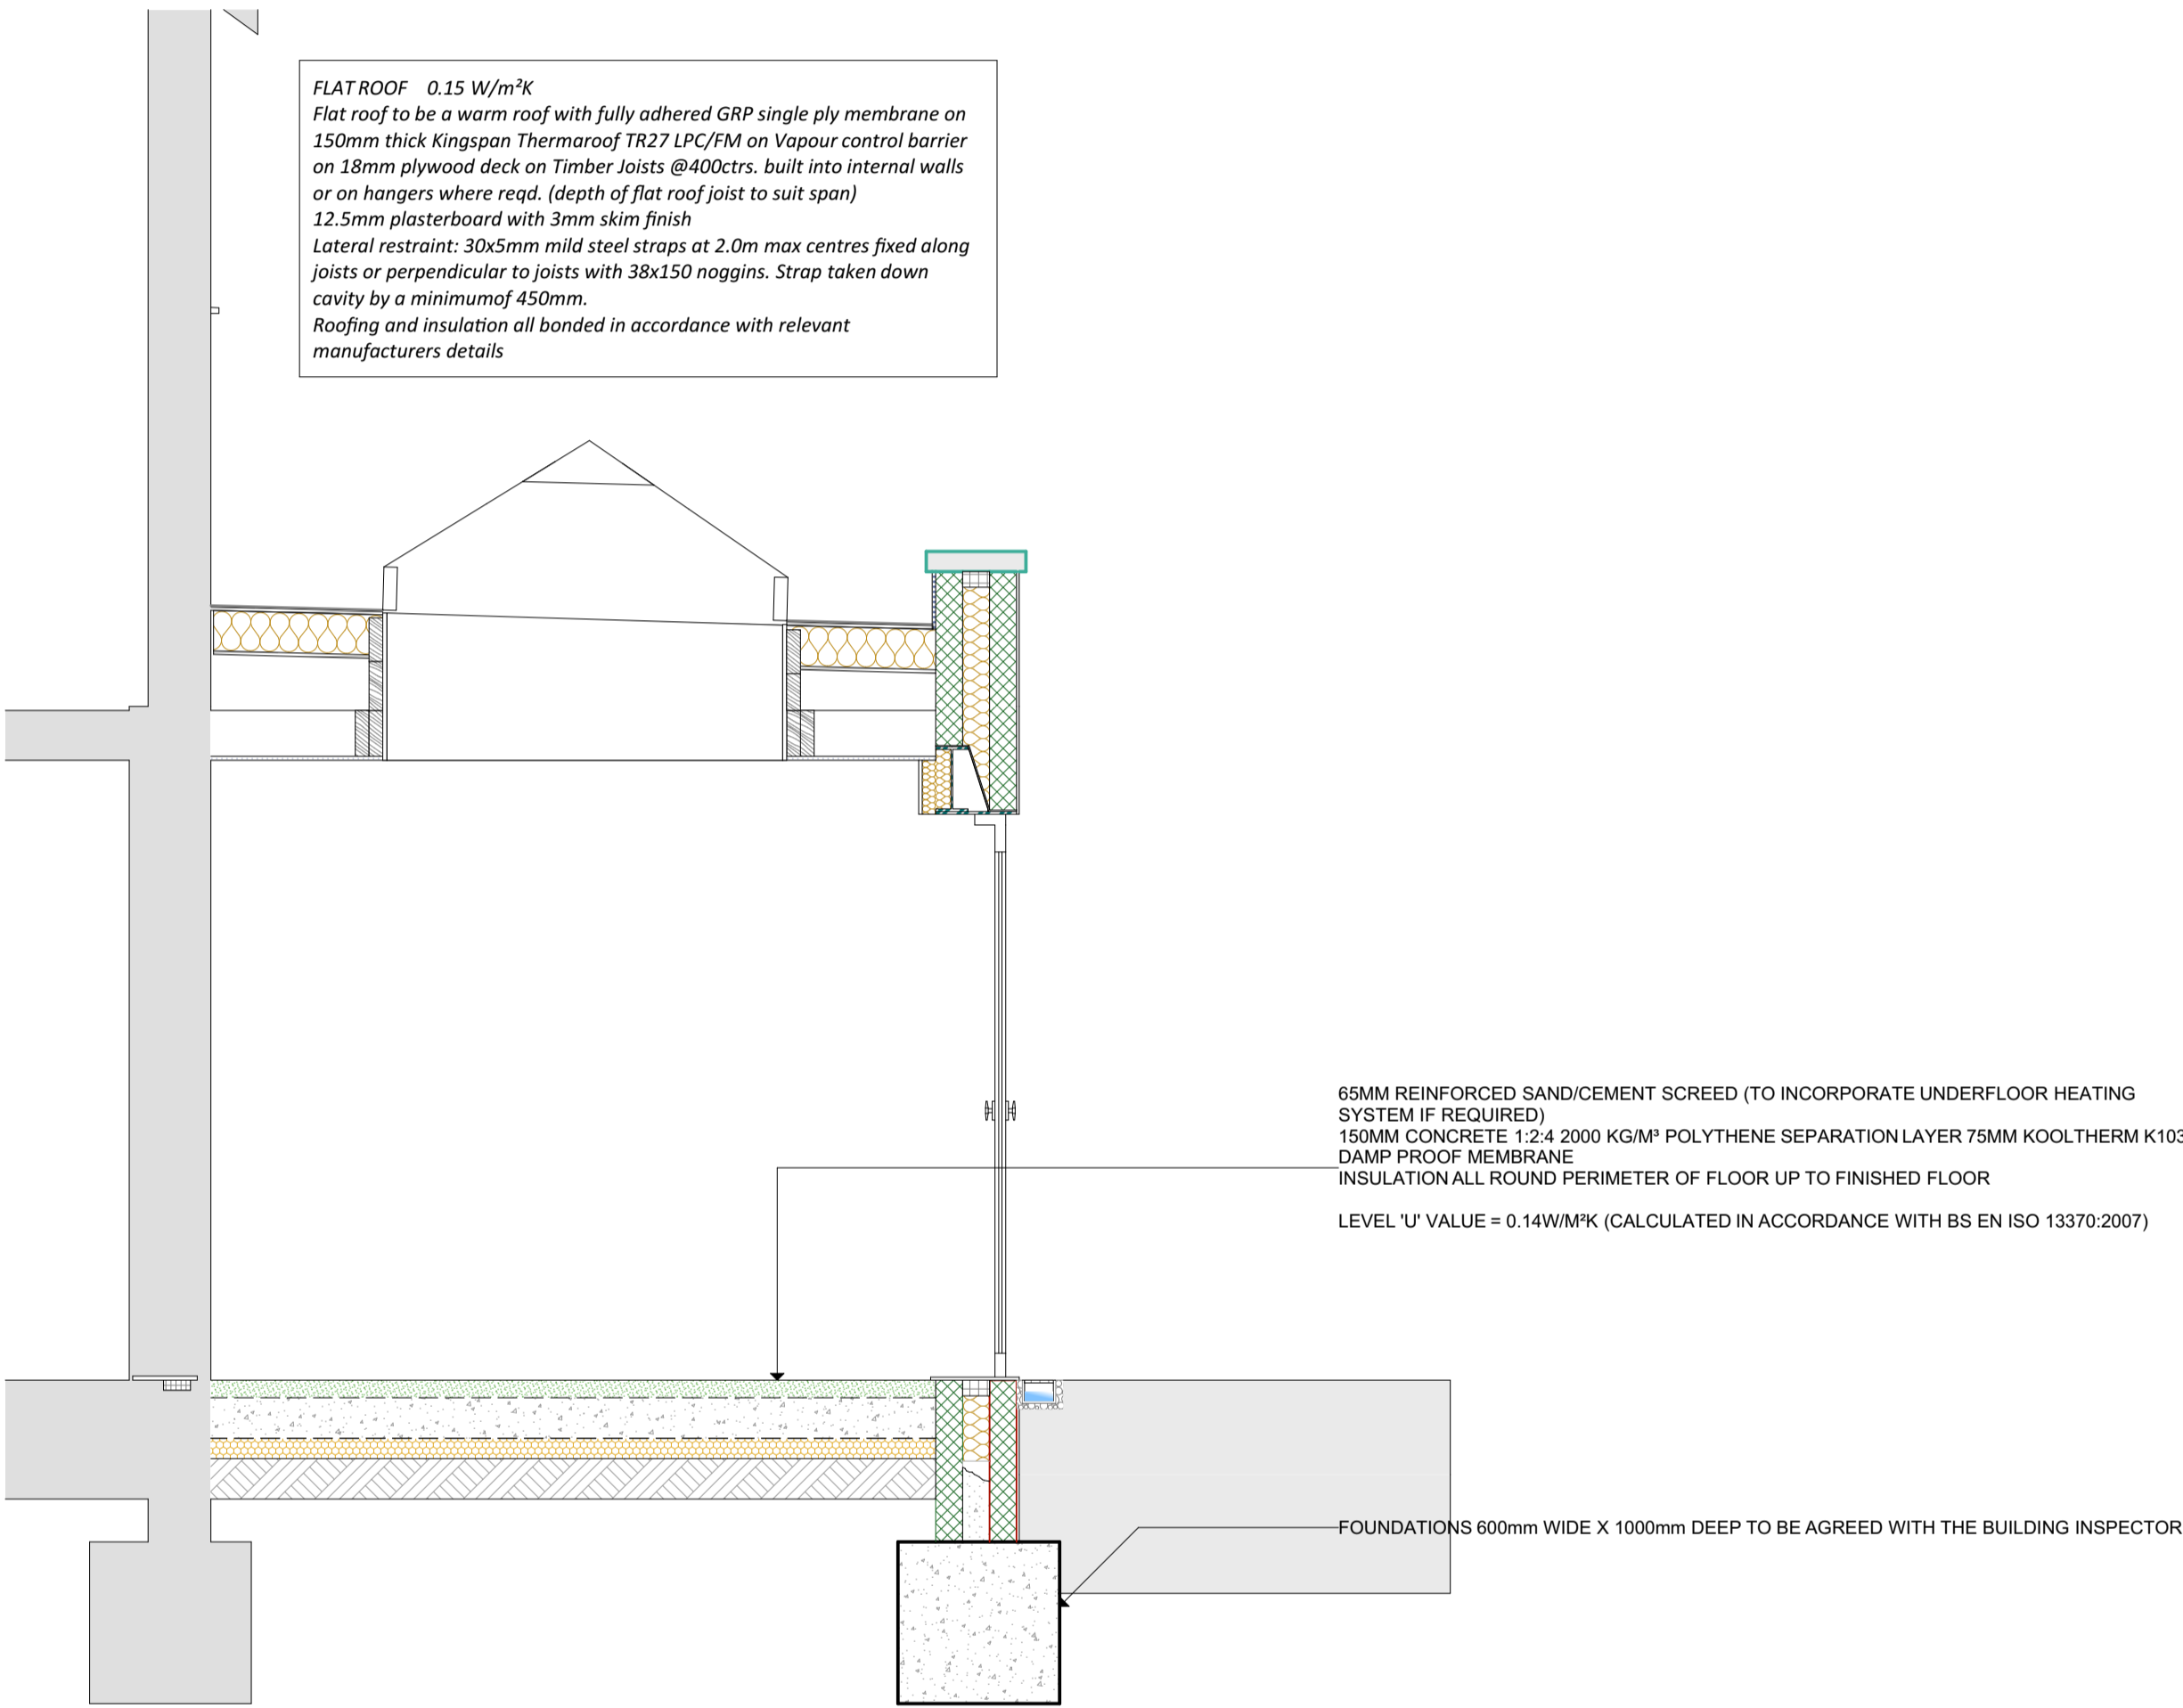 FLAT ROOF 0.15 W/m²K
Flat roof to be a warm roof with fully adhered GRP single ply membrane on
150mm thick Kingspan Thermaroof TR27 LPC/FM on Vapour control barrier
on 18mm plywood deck on Timber Joists @400ctrs. built into internal walls
or on hangers where reqd. (depth of flat roof joist to suit span)
12.5mm plasterboard with 3mm skim finish
Lateral restraint: 30x5mm mild steel straps at 2.0m max centres fixed along
joists or perpendicular to joists with 38x150 noggins. Strap taken down
cavity by a minimumof 450mm.
Roofing and insulation all bonded in accordance with relevant
manufacturers details
65MM REINFORCED SAND/CEMENT SCREED (TO INCORPORATE UNDERFLOOR HEATING
SYSTEM IF REQUIRED)
150MM CONCRETE 1:2:4 2000 KG/M³ POLYTHENE SEPARATION LAYER 75MM KOOLTHERM K103
DAMP PROOF MEMBRANE
INSULATION ALL ROUND PERIMETER OF FLOOR UP TO FINISHED FLOOR
LEVEL 'U' VALUE = 0.14W/M²K (CALCULATED IN ACCORDANCE WITH BS EN ISO 13370:2007)
FOUNDATIONS 600mm WIDE X 1000mm DEEP TO BE AGREED WITH THE BUILDING INSPECTOR